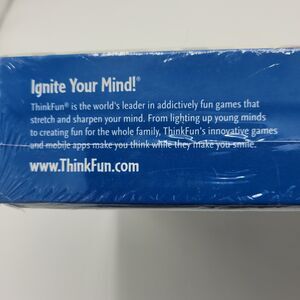 Ignite Your Mind!®
ThinkFun® is the world's leader in addictively fun games that
stretch and sharpen your mind. From lighting up young minds
to creating fun for the whole family, ThinkFun's innovative games
and mobile apps make you think while they make you smile.
www.ThinkFun.com